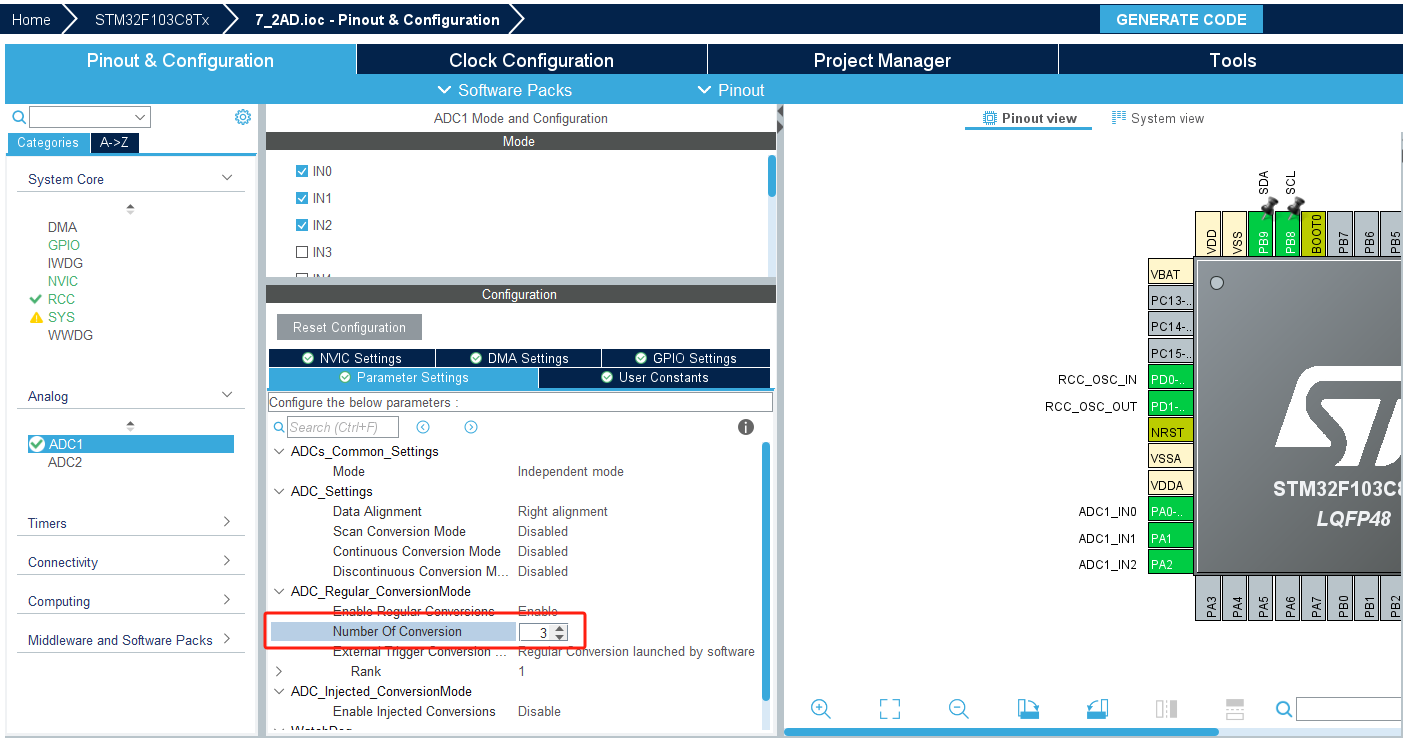 Home STM32F103C8Tx 7_2AD.ioc - Pinout & Configuration GENERATE CODE
Pinout & Configuration Clock Configuration Project Manager Tools
Software Packs Pinout
Categories A->Z
System Core
DMA
GPIO
IWDG
NVIC
RCC
SYS
WWDG
Analog
ADC1
ADC2
Timers
Connectivity
Computing
Middleware and Software Packs
ADC1 Mode and Configuration
Mode
IN0
IN1
IN2
IN3
Configuration
Reset Configuration
NVIC Settings DMA Settings GPIO Settings
Parameter Settings User Constants
Configure the below parameters :
Search (Ctrl+F)
ADCs_Common_Settings
Mode Independent mode
ADC_Settings
Data Alignment Right alignment
Scan Conversion Mode Disabled
Continuous Conversion Mode Disabled
Discontinuous Conversion M... Disabled
ADC_Regular_ConversionMode
Enable Regular Conversions Enable
Number Of Conversion 3
External Trigger Conversion ... Regular Conversion launched by software
Rank 1
ADC_Injected_ConversionMode
Enable Injected Conversions Disable
WatchDog
Pinout view System view
SDA SCL
VDD VSS PB9 PB8 BOOT0 PB7 PB6 PB5
VBAT
PC13-..
PC14-..
PC15-..
RCC_OSC_IN PD0-..
RCC_OSC_OUT PD1-..
NRST
VSSA
VDDA
ADC1_IN0 PA0-..
ADC1_IN1 PA1
ADC1_IN2 PA2
STM32F103C8
LQFP48
PA3 PA4 PA5 PA6 PA7 PB0 PB1 PB2